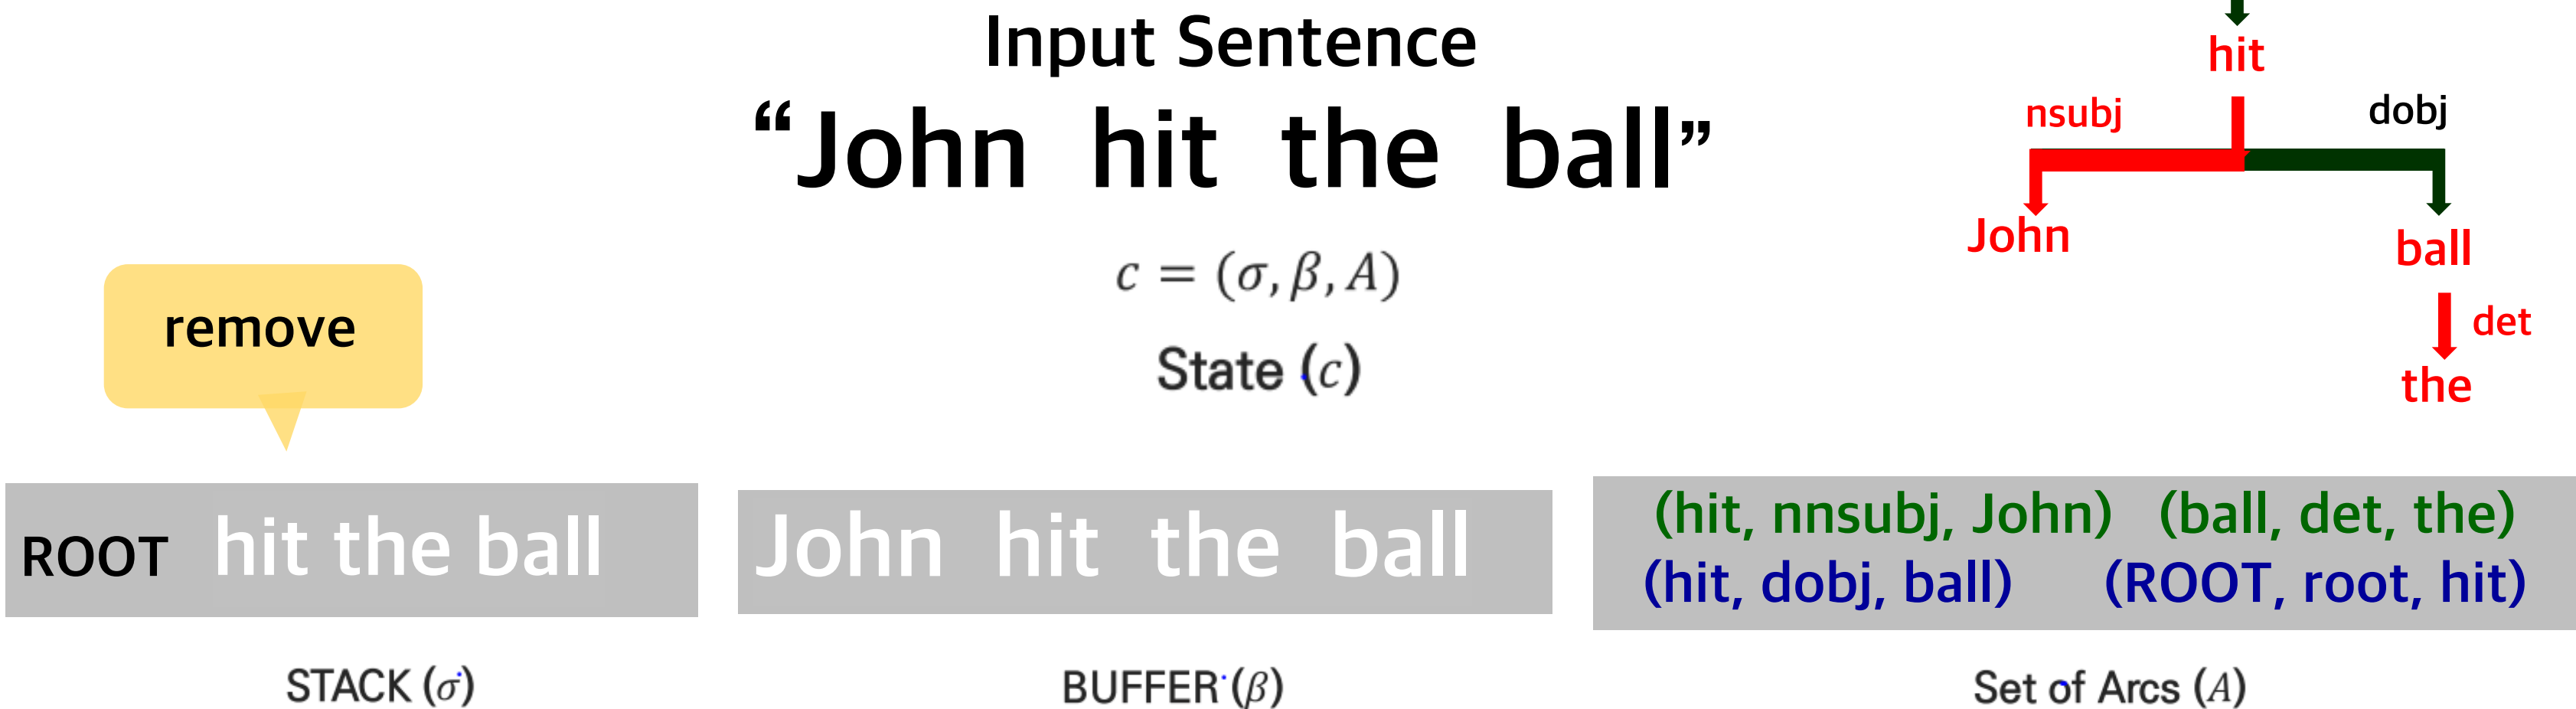 Input Sentence
“John hit the ball”
c = (σ, β, A)
State (c)
remove
hit
nsubj
dobj
John
ball
det
the
ROOT hit the ball
John hit the ball
(hit, nnsubj, John) (ball, det, the)
(hit, dobj, ball) (ROOT, root, hit)
STACK (σ)
BUFFER (β)
Set of Arcs (A)